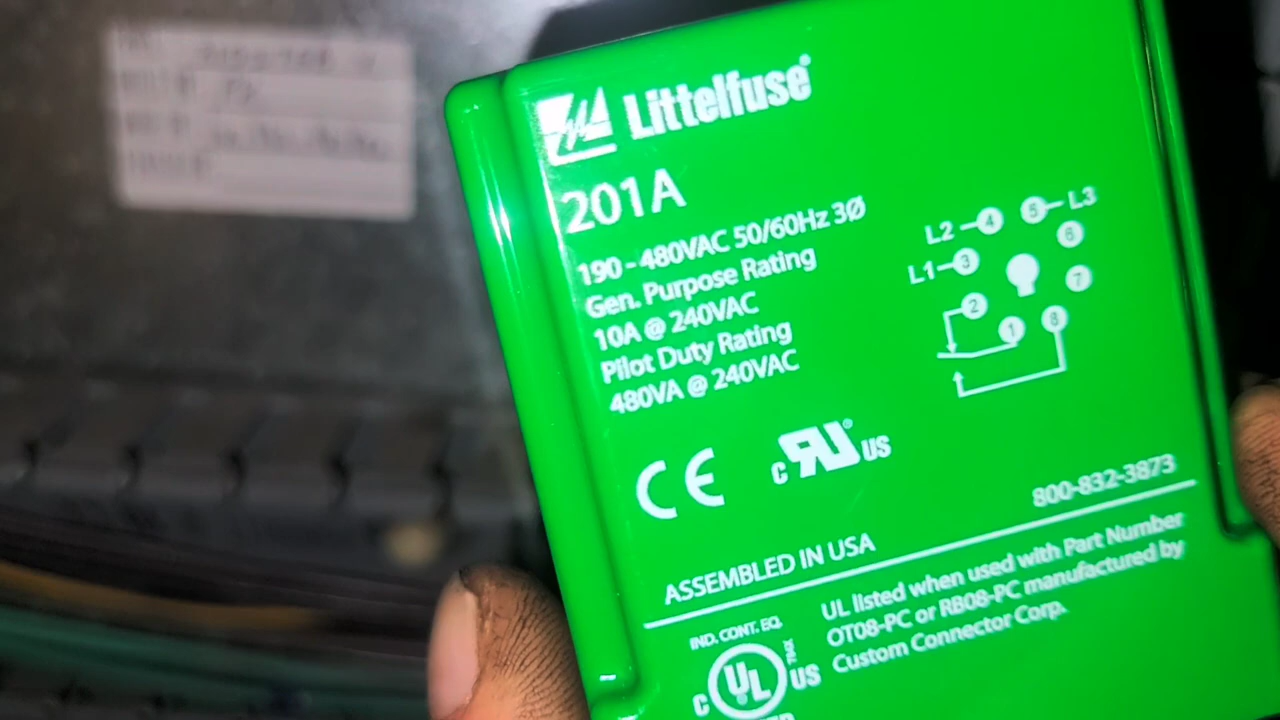 Littelfuse®
201A
190 - 480VAC 50/60Hz 3Ø
Gen. Purpose Rating
10A @ 240VAC
Pilot Duty Rating
480VA @ 240VAC
L2 4 5 L3
6
L1 3
7
2
1 8
CE
c RU® US
800-832-3873
ASSEMBLED IN USA
UL listed when used with Part Number
OT08-PC or RB08-PC manufactured by
Custom Connector Corp.
IND. CONT. EQ.
C UL US